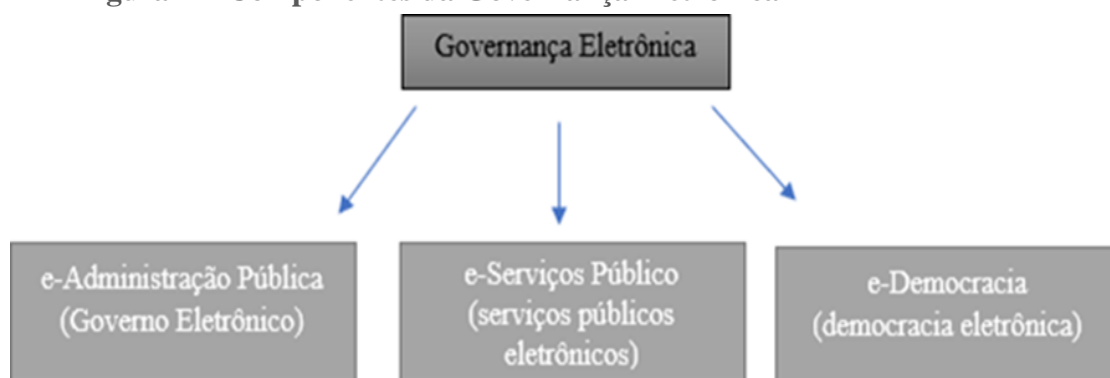 Governança Eletrônica
e-Administração Pública
(Governo Eletrônico)
e-Serviços Público
(serviços públicos
eletrônicos)
e-Democracia
(democracia eletrônica)